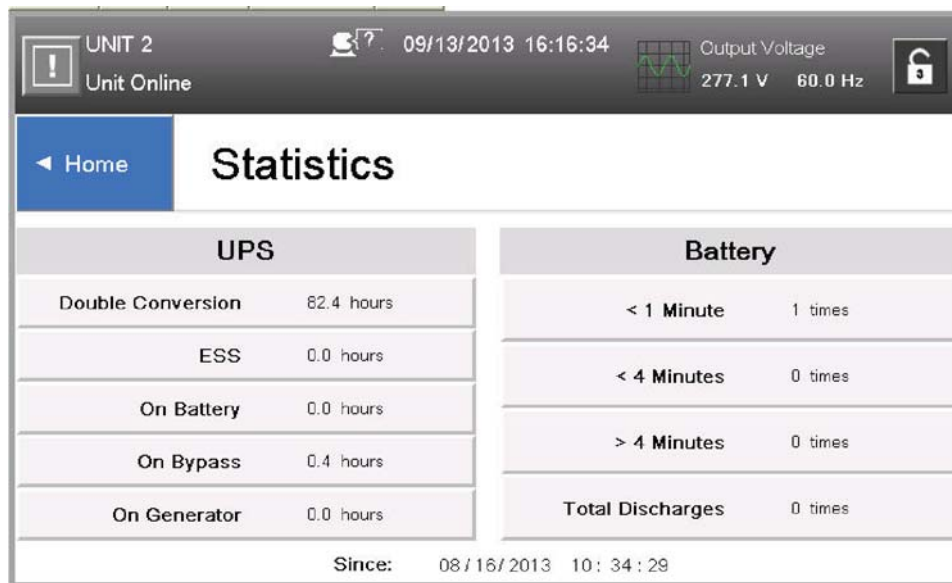 UNIT 2
Unit Online
?
09/13/2013 16:16:34
Output Voltage
277.1 V 60.0 Hz
3
◄ Home
Statistics
UPS
Double Conversion 82.4 hours
ESS 0.0 hours
On Battery 0.0 hours
On Bypass 0.4 hours
On Generator 0.0 hours
Battery
< 1 Minute 1 times
< 4 Minutes 0 times
> 4 Minutes 0 times
Total Discharges 0 times
Since: 08/16/2013 10:34:29